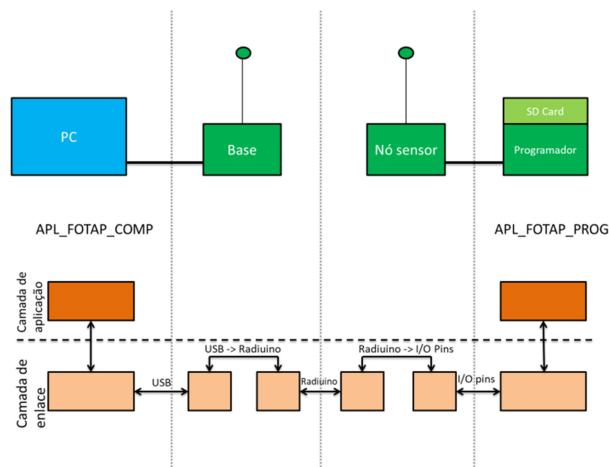 SD Card
PC
Base
Nó sensor
Programador
APL_FOTAP_COMP
APL_FOTAP_PROG
Camada de
aplicação
USB -> Radiuino
Radiuino -> I/O Pins
Camada de
enlace
USB
Radiuino
I/O pins